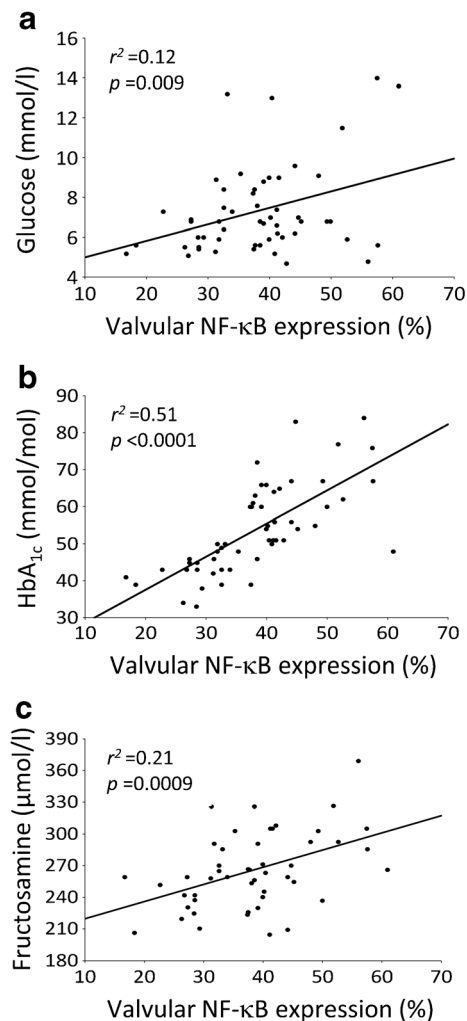 a
r² =0.12
p =0.009
Glucose (mmol/l)
16
14
12
10
8
6
4
10 20 30 40 50 60 70
Valvular NF-κB expression (%)
b
r² =0.51
p <0.0001
HbA₁c (mmol/mol)
90
80
70
60
50
40
30
10 20 30 40 50 60 70
Valvular NF-κB expression (%)
c
r² =0.21
p =0.0009
Fructosamine (µmol/l)
390
360
330
300
270
240
210
180
10 20 30 40 50 60 70
Valvular NF-κB expression (%)